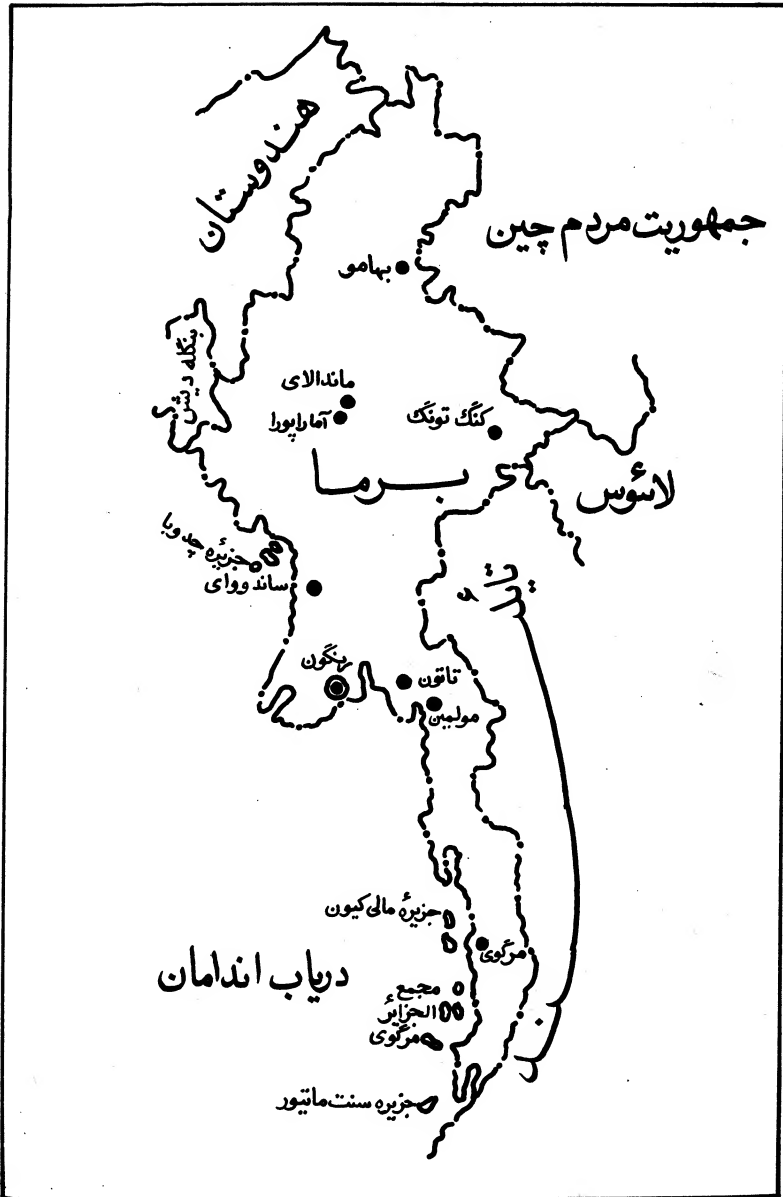 هندوستان
جمهوریت مردم چین
بهامو
بنگله دیش
ماندالای
آماراپورا
کنگ تونگ
برما
لائوس
جزیرهٔ چدوبا
ساندووای
تایلند
رنگون
تاتون
مولمین
جزیرهٔ مالی کیون
مرگوی
دریاب اندامان
مجمع
الجزایر
مرگوی
جزیره سنت ماتیور